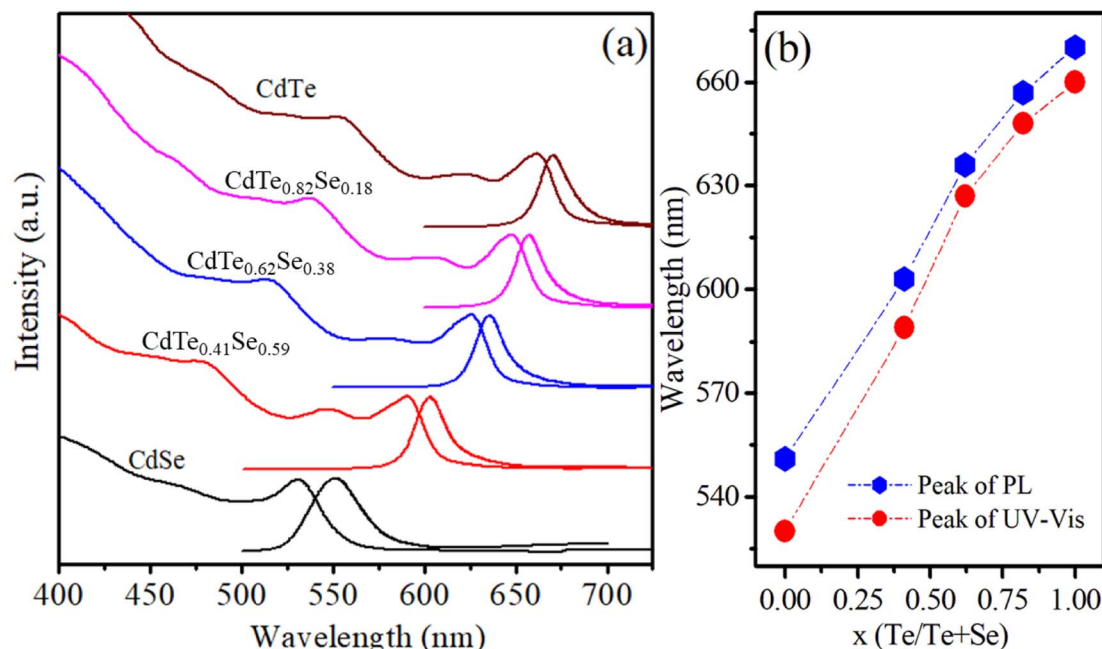 (a)
CdTe
CdTe0.82Se0.18
CdTe0.62Se0.38
CdTe0.41Se0.59
CdSe
Intensity (a.u.)
400 450 500 550 600 650 700
Wavelength (nm)
(b)
660
630
600
570
540
Wavelength (nm)
Peak of PL
Peak of UV-Vis
0.00 0.25 0.50 0.75 1.00
x (Te/Te+Se)